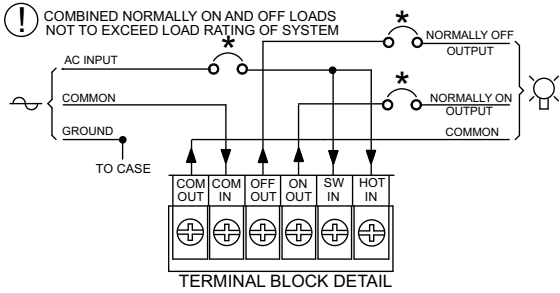 ! COMBINED NORMALLY ON AND OFF LOADS
NOT TO EXCEED LOAD RATING OF SYSTEM
* NORMALLY OFF
OUTPUT
AC INPUT *
* NORMALLY ON
OUTPUT
COMMON
GROUND
COMMON
TO CASE
COM OUT
COM IN
OFF OUT
ON OUT
SW IN
HOT IN
TERMINAL BLOCK DETAIL